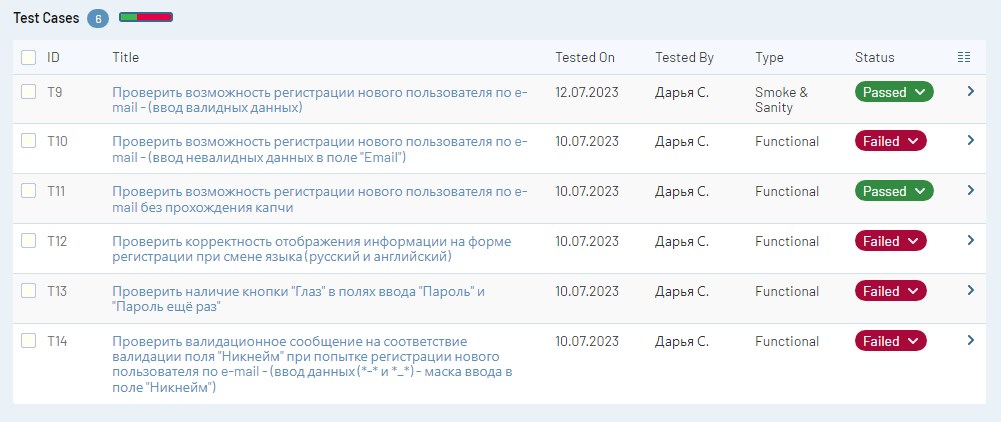 Test Cases 6
ID Title Tested On Tested By Type Status
T9 Проверить возможность регистрации нового пользователя по e- 12.07.2023 Дарья С. Smoke & Passed
mail - (ввод валидных данных) Sanity
T10 Проверить возможность регистрации нового пользователя по e- 10.07.2023 Дарья С. Functional Failed
mail - (ввод невалидных данных в поле "Email")
T11 Проверить возможность регистрации нового пользователя по e- 10.07.2023 Дарья С. Functional Passed
mail без прохождения капчи
T12 Проверить корректность отображения информации на форме 10.07.2023 Дарья С. Functional Failed
регистрации при смене языка (русский и английский)
T13 Проверить наличие кнопки "Глаз" в полях ввода "Пароль" и 10.07.2023 Дарья С. Functional Failed
"Пароль ещё раз"
T14 Проверить валидационное сообщение на соответствие 10.07.2023 Дарья С. Functional Failed
валидации поля "Никнейм" при попытке регистрации нового
пользователя по e-mail - (ввод данных (*-* и *_*) - маска ввода в
поле "Никнейм")